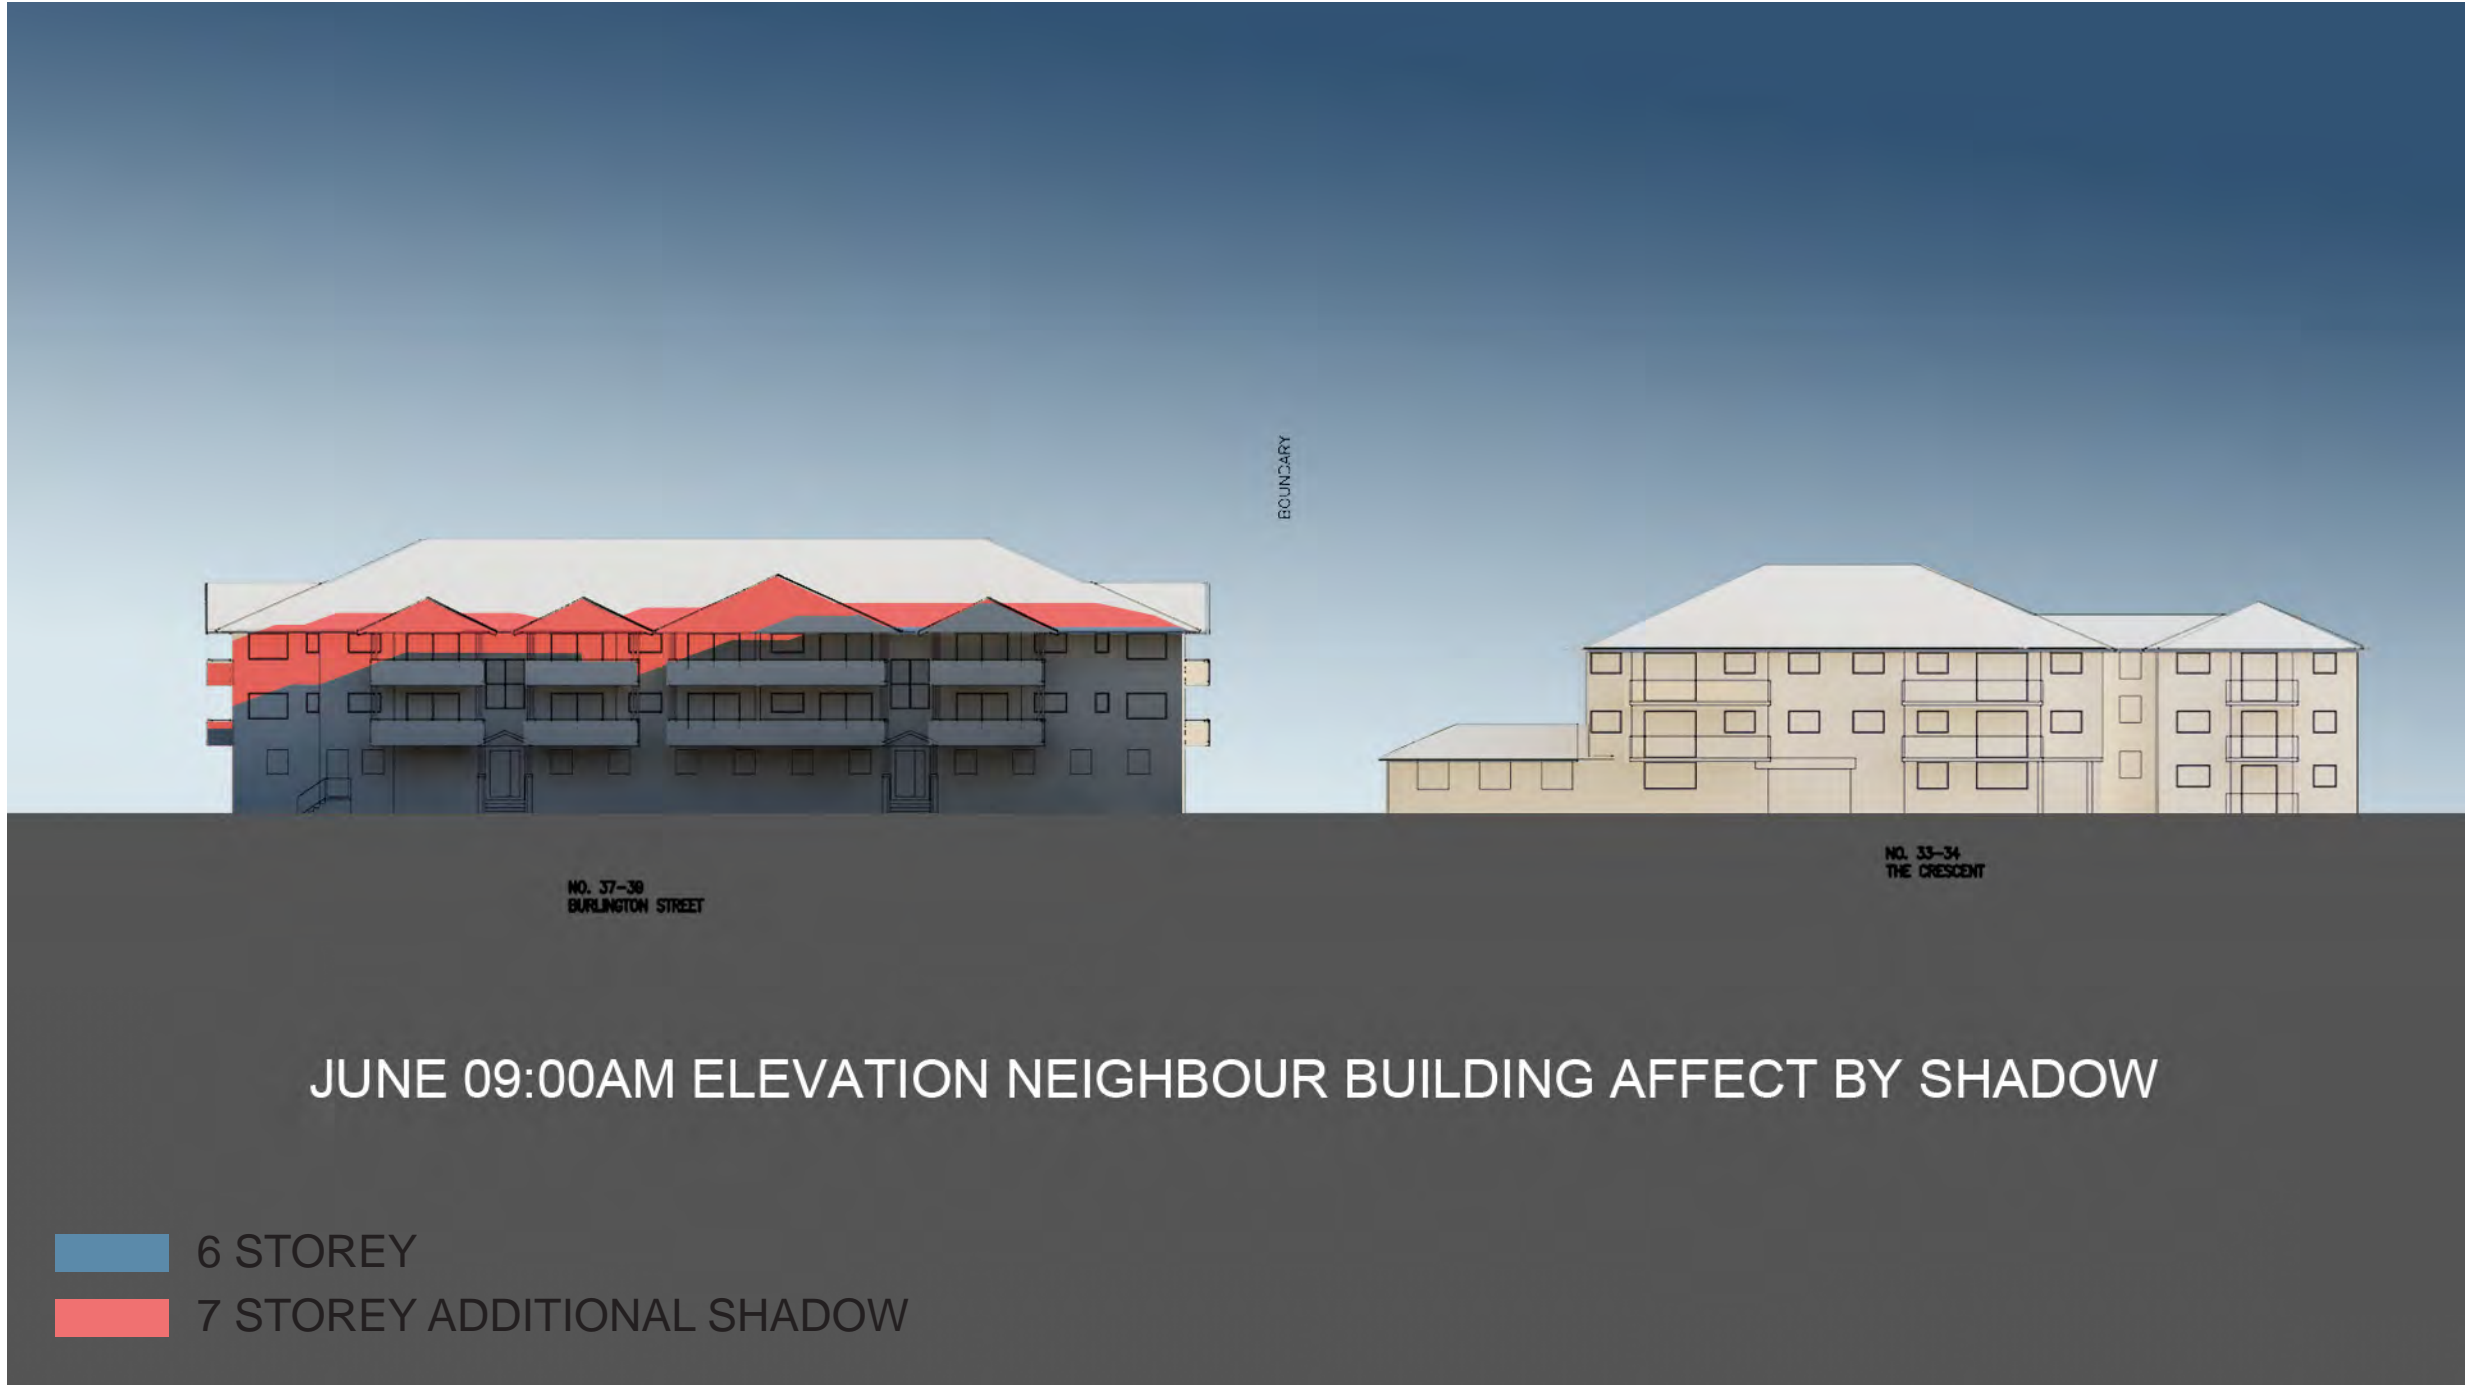 BOUNDARY
NO. 37-39
BURLINGTON STREET
NO. 33-34
THE CRESCENT
JUNE 09:00AM ELEVATION NEIGHBOUR BUILDING AFFECT BY SHADOW
6 STOREY
7 STOREY ADDITIONAL SHADOW